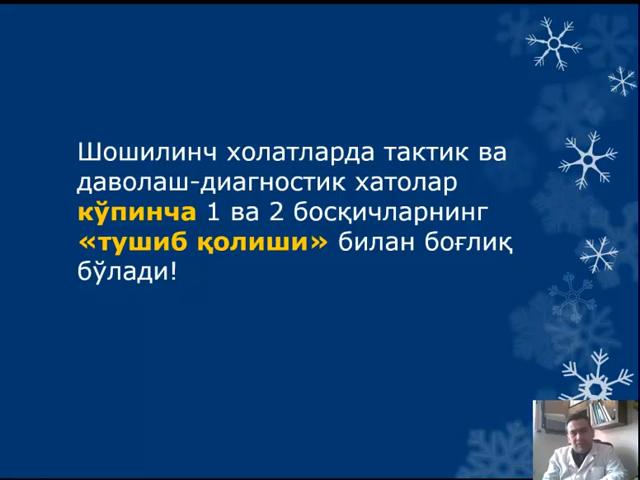 Шошилинч холатларда тактик ва
даволаш-диагностик хатолар
кўпинча 1 ва 2 босқичларнинг
«тушиб қолиши» билан боғлиқ
бўлади!